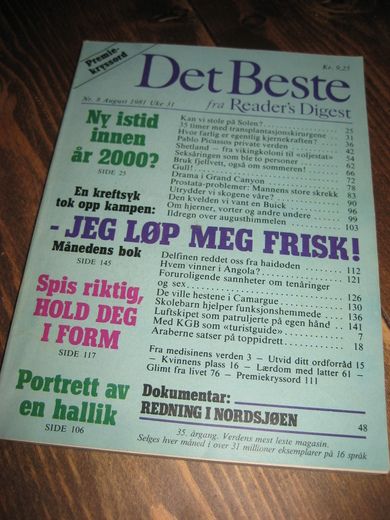 Premie-
kryssord
Kr. 9,25
Det Beste
fra Reader's Digest
Nr. 8 August 1981 Uke 31
Ny istid
innen
år 2000?
SIDE 25
En kreftsyk
tok opp kampen:
Kan vi stole på Solen? 25
35 timer med transplantasjonskirurgene 31
Hvor farlig er egentlig kjernekraften? 36
Pablo Picassos private verden 42
Shetland — fra vikingkoloni til «oljestat» 54
Seksåringen som ble to personer 62
Bruk fjellvett, også om sommeren! 66
Gull! 72
Drama i Grand Canyon 78
Prostata-problemer: Mannens store skrekk 83
Utrydder vi skogene våre? 90
Den kvelden vi vant en Buick 96
Om hjerner, vorter og andre undere 99
Ildregn over augusthimmelen 103
- JEG LØP MEG FRISK!
Månedens bok
SIDE 145
Delfinen reddet oss fra haidøden 112
Hvem vinner i Angola? 121
Foruroligende sannheter om tenåringer
og sex 126
De ville hestene i Camargue 130
Skolebarn hjelper funksjonshemmede 136
Luftskipet som patruljerte på egen hånd 141
Med KGB som «turistguide» 7
Araberne satser på toppidrett 18
Spis riktig,
HOLD DEG
I FORM
SIDE 117
Fra medisinens verden 3 — Utvid ditt ordforråd 15
— Kvinnens plass 16 — Lærdom med latter 61 —
Glimt fra livet 76 — Premiekryssord 111
Portrett av
en hallik
SIDE 106
Dokumentar:
REDNING I NORDSJØEN 48
35. årgang. Verdens mest leste magasin.
Selges hver måned i over 31 millioner eksemplarer på 16 språk